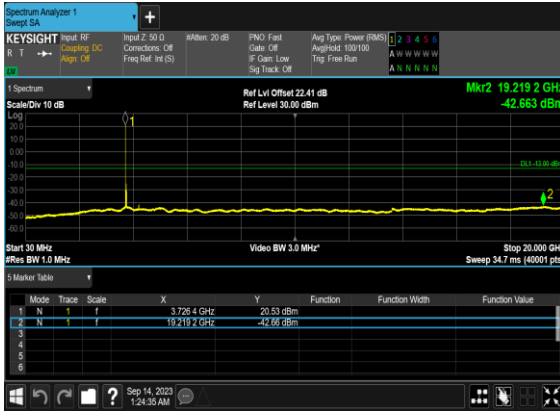 Spectrum Analyzer 1
Swept SA
+
KEYSIGHT Input: RF Input Z: 50 Ω #Atten: 20 dB PNO: Fast Avg Type: Power (RMS) 1 2 3 4 5 6
R T Coupling: DC Corrections: Off Gate: Off Avg|Hold: 100/100 A W W W W W
Align: Off Freq Ref: Int (S) IF Gain: Low Trig: Free Run
Sig Track: Off A N N N N N
1 Spectrum Ref Lvl Offset 22.41 dB Mkr2 19.219 2 GHz
Scale/Div 10 dB Ref Level 30.00 dBm -42.663 dBm
Log
20.0
10.0
0.00
-10.0
-20.0
-30.0
-40.0
-50.0
-60.0
1
DL1 -13.00 dBm
2
Start 30 MHz Video BW 3.0 MHz* Stop 20.000 GH
#Res BW 1.0 MHz Sweep 34.7 ms (40001 pts
5 Marker Table
Mode Trace Scale X Y Function Function Width Function Value
1 N 1 f 3.726 4 GHz 20.53 dBm
2 N 1 f 19.219 2 GHz -42.66 dBm
3
4
5
6
? Sep 14, 2023
1:24:35 AM